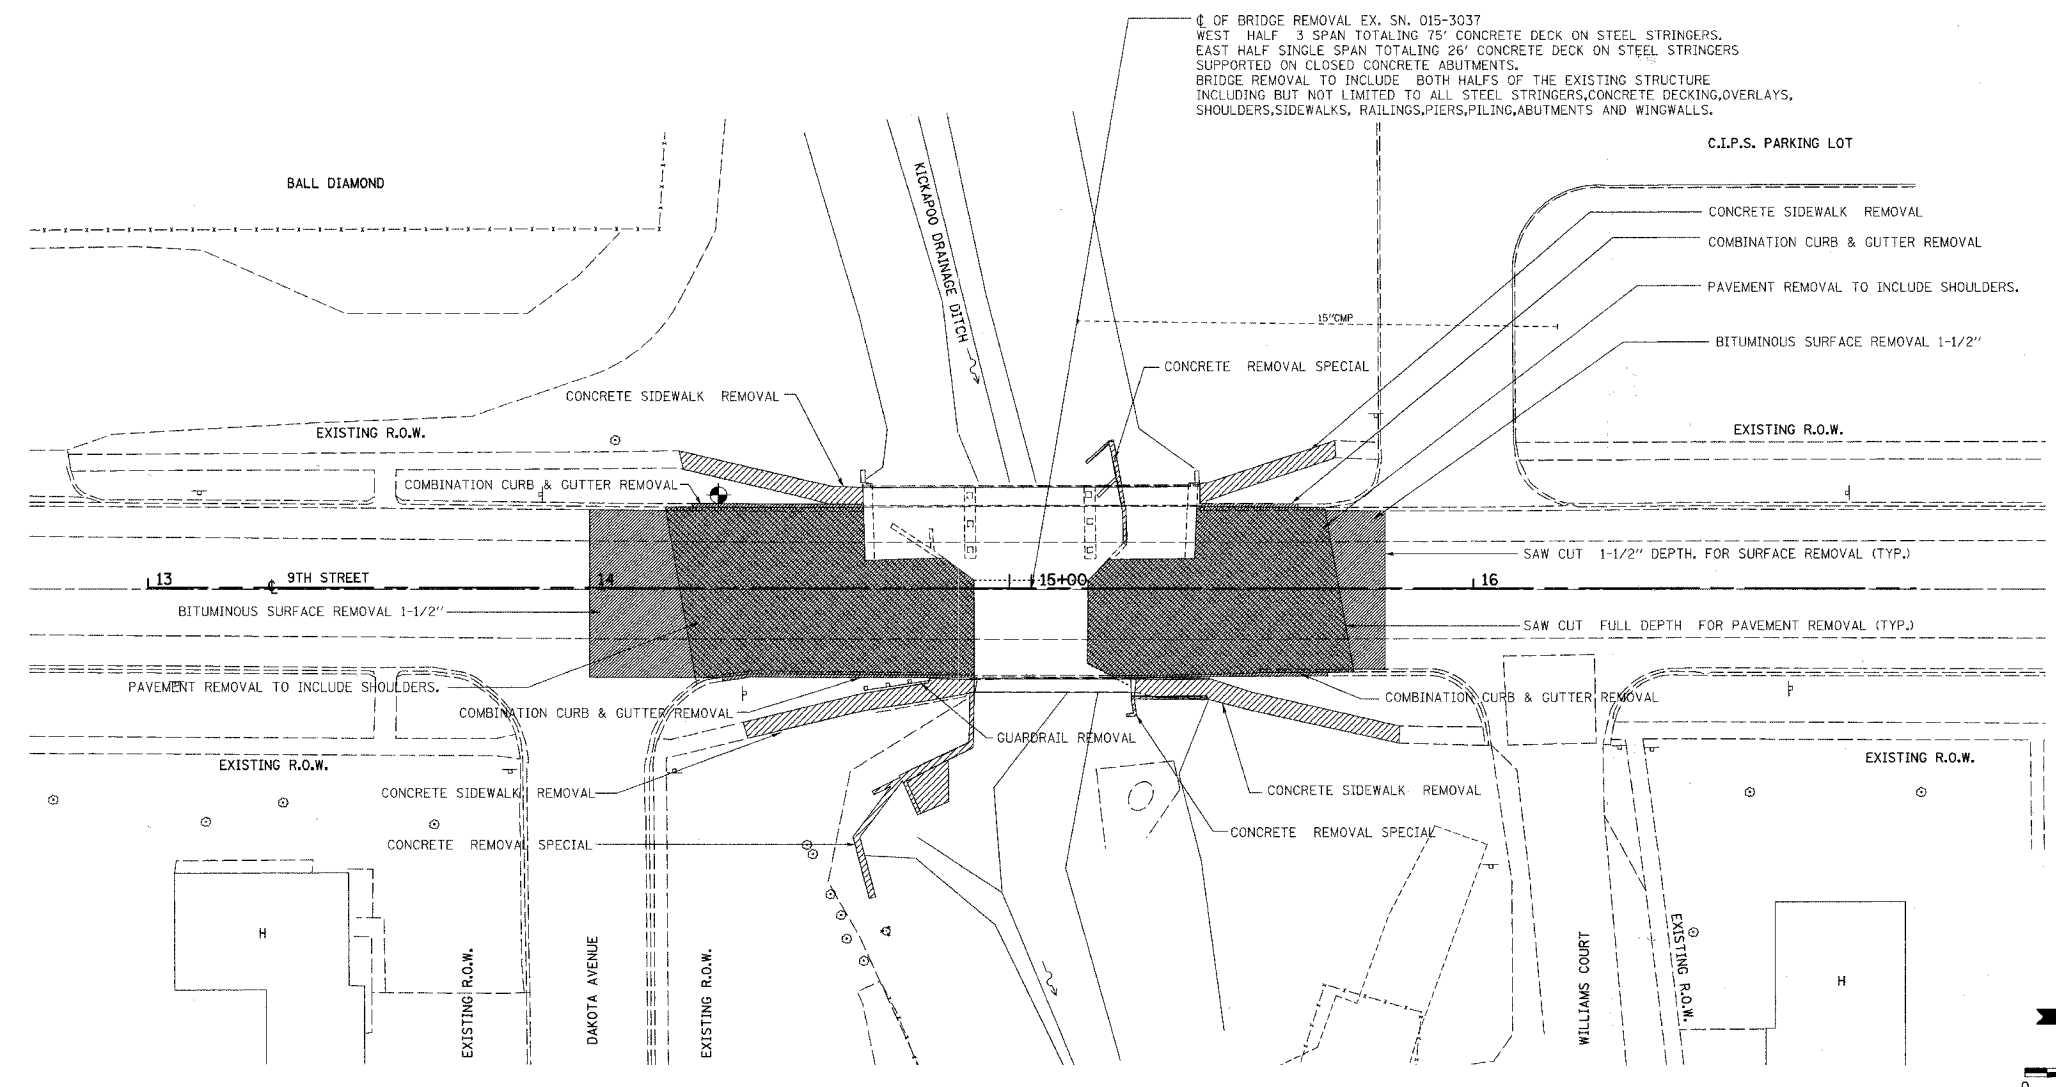 ℄ OF BRIDGE REMOVAL EX. SN. 015-3037
WEST HALF 3 SPAN TOTALING 75' CONCRETE DECK ON STEEL STRINGERS.
EAST HALF SINGLE SPAN TOTALING 26' CONCRETE DECK ON STEEL STRINGERS
SUPPORTED ON CLOSED CONCRETE ABUTMENTS.
BRIDGE REMOVAL TO INCLUDE BOTH HALFS OF THE EXISTING STRUCTURE
INCLUDING BUT NOT LIMITED TO ALL STEEL STRINGERS,CONCRETE DECKING,OVERLAYS,
SHOULDERS,SIDEWALKS, RAILINGS,PIERS,PILING,ABUTMENTS AND WINGWALLS.
C.I.P.S. PARKING LOT
BALL DIAMOND
KICKAPOO DRAINAGE DITCH
CONCRETE SIDEWALK REMOVAL
COMBINATION CURB & GUTTER REMOVAL
PAVEMENT REMOVAL TO INCLUDE SHOULDERS.
15"CMP
BITUMINOUS SURFACE REMOVAL 1-1/2"
CONCRETE REMOVAL SPECIAL
CONCRETE SIDEWALK REMOVAL
EXISTING R.O.W.
EXISTING R.O.W.
COMBINATION CURB & GUTTER REMOVAL
SAW CUT 1-1/2" DEPTH. FOR SURFACE REMOVAL (TYP.)
13
℄ 9TH STREET
14
15+00
16
BITUMINOUS SURFACE REMOVAL 1-1/2"
SAW CUT FULL DEPTH FOR PAVEMENT REMOVAL (TYP.)
PAVEMENT REMOVAL TO INCLUDE SHOULDERS.
COMBINATION CURB & GUTTER REMOVAL
COMBINATION CURB & GUTTER REMOVAL
GUARDRAIL REMOVAL
EXISTING R.O.W.
EXISTING R.O.W.
CONCRETE SIDEWALK REMOVAL
CONCRETE SIDEWALK REMOVAL
CONCRETE REMOVAL SPECIAL
CONCRETE REMOVAL SPECIAL
H
EXISTING R.O.W.
DAKOTA AVENUE
EXISTING R.O.W.
WILLIAMS COURT
EXISTING R.O.W.
H
0